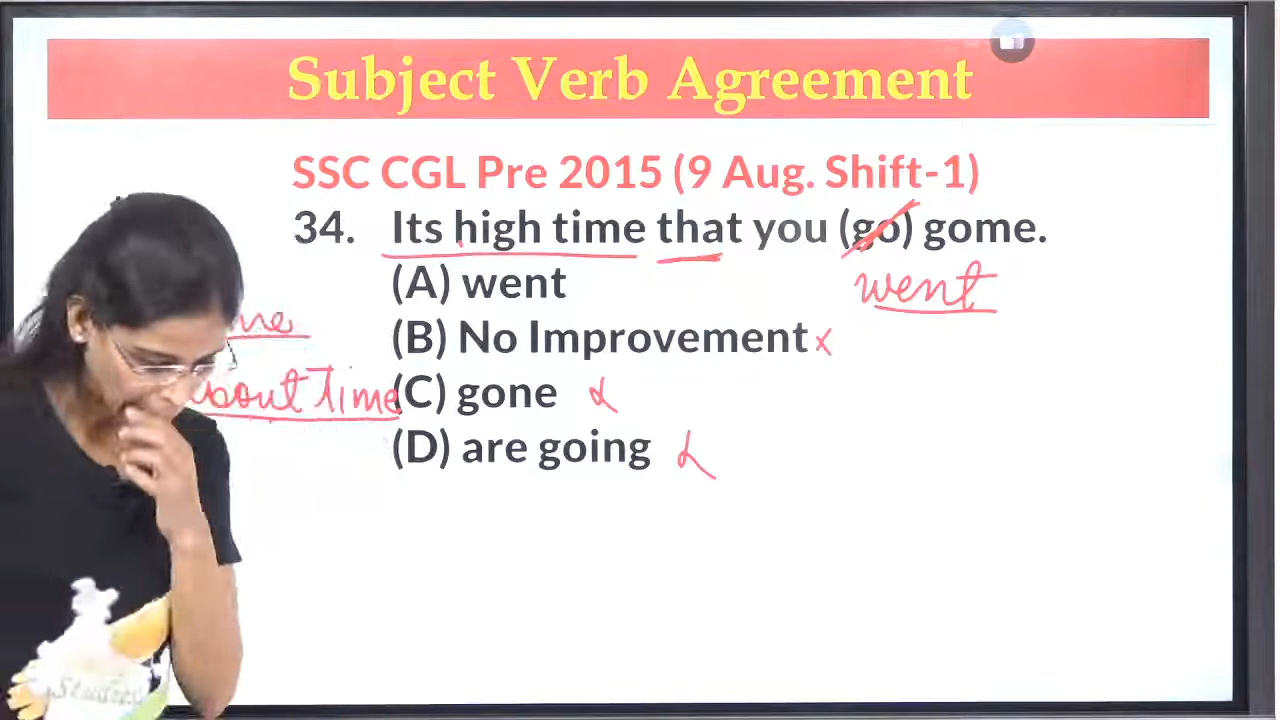 Subject Verb Agreement
SSC CGL Pre 2015 (9 Aug. Shift-1)
34. Its high time that you (go) gome.
(A) went
went
(B) No Improvement ×
(C) gone ×
about Time
(D) are going ×
Studies